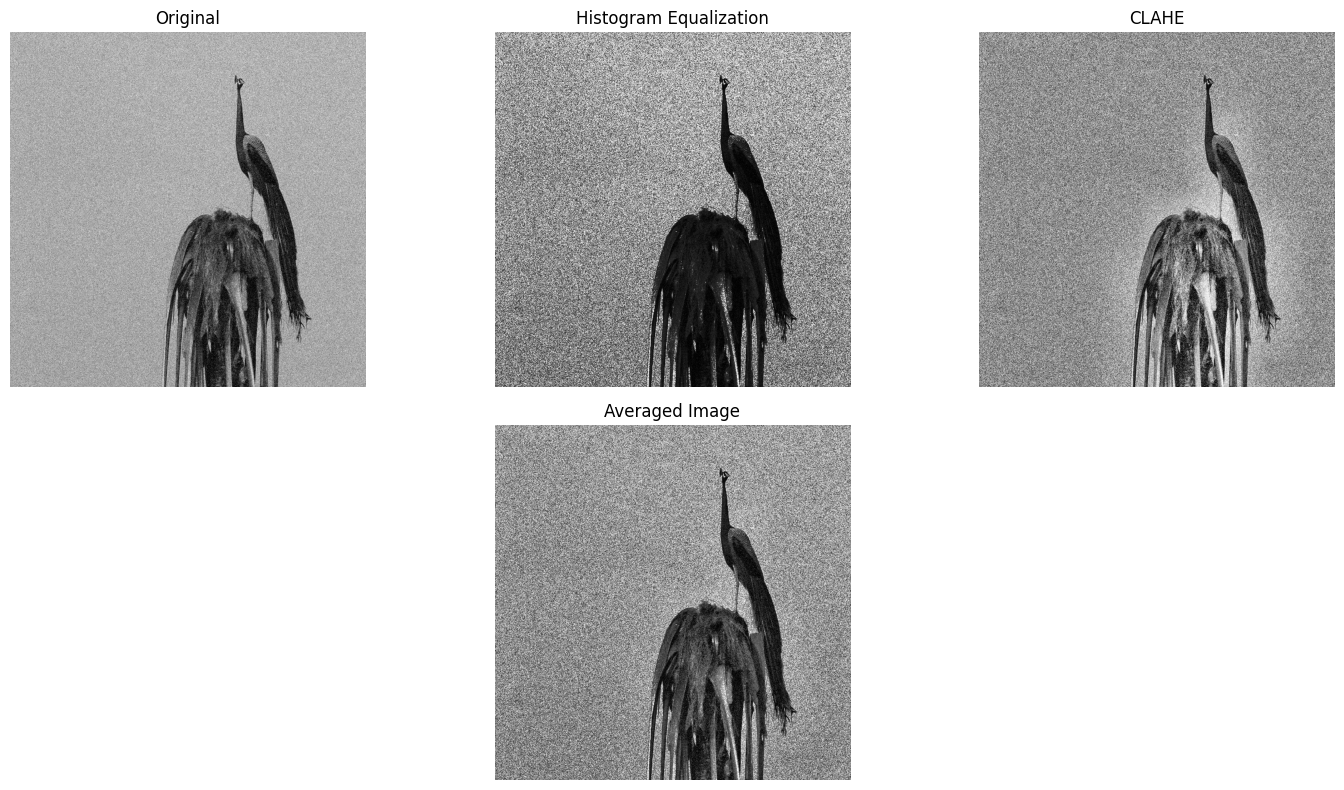 Original
Histogram Equalization
CLAHE
Averaged Image